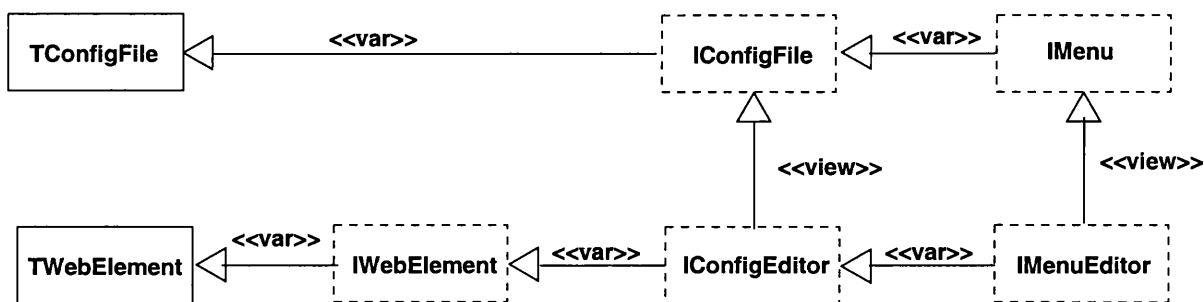 <<var>>
<<var>>
TConfigFile
IConfigFile
IMenu
<<view>>
<<view>>
<<var>>
<<var>>
<<var>>
TWebElement
IWebElement
IConfigEditor
IMenuEditor